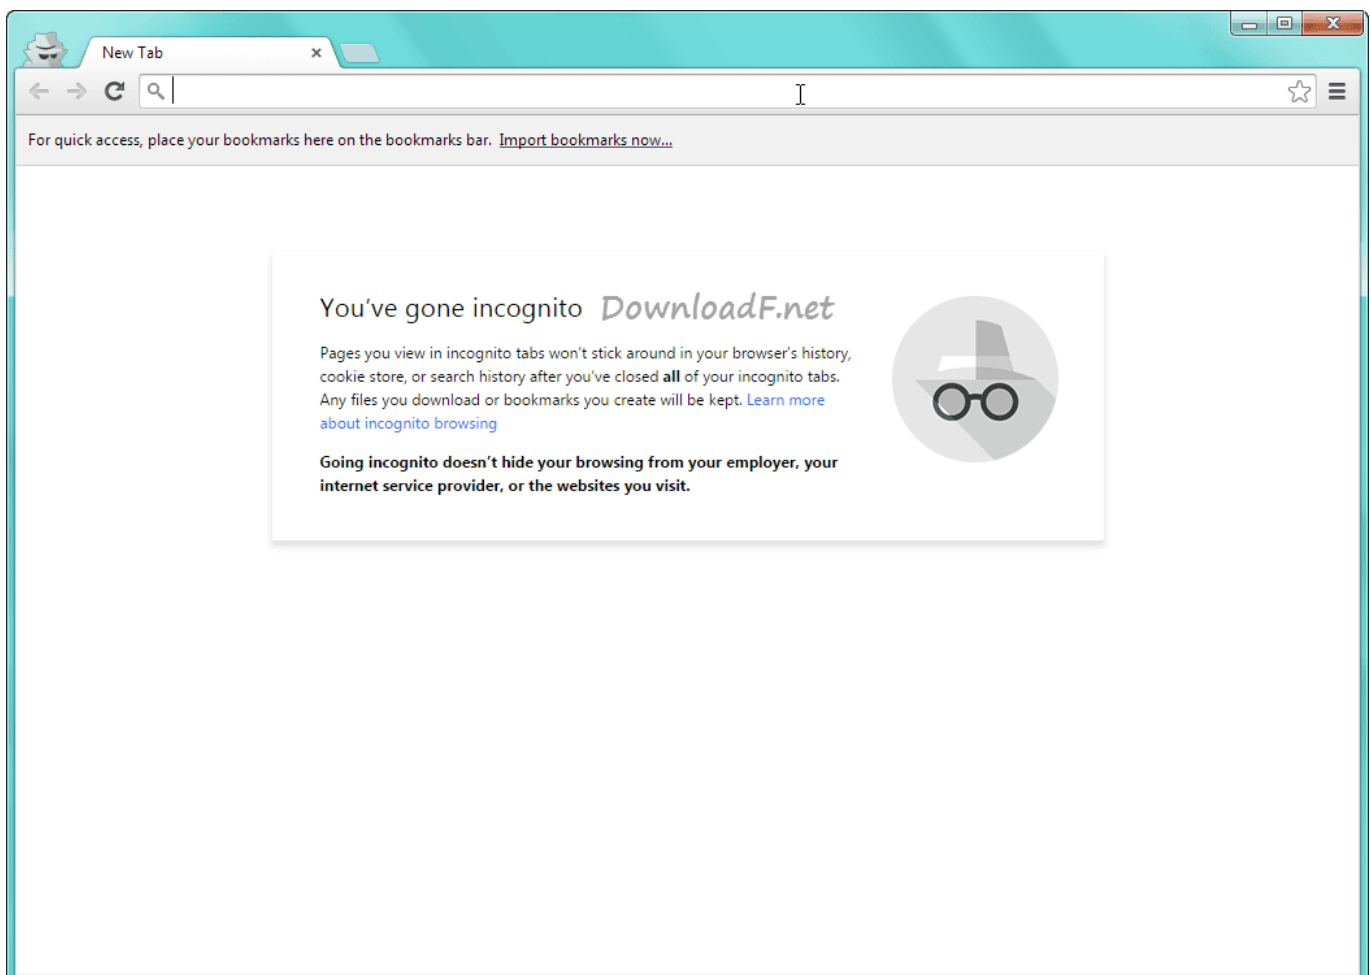 New Tab
For quick access, place your bookmarks here on the bookmarks bar. Import bookmarks now...
You've gone incognito DownloadF.net
Pages you view in incognito tabs won't stick around in your browser's history,
cookie store, or search history after you've closed all of your incognito tabs.
Any files you download or bookmarks you create will be kept. Learn more
about incognito browsing
Going incognito doesn't hide your browsing from your employer, your
internet service provider, or the websites you visit.